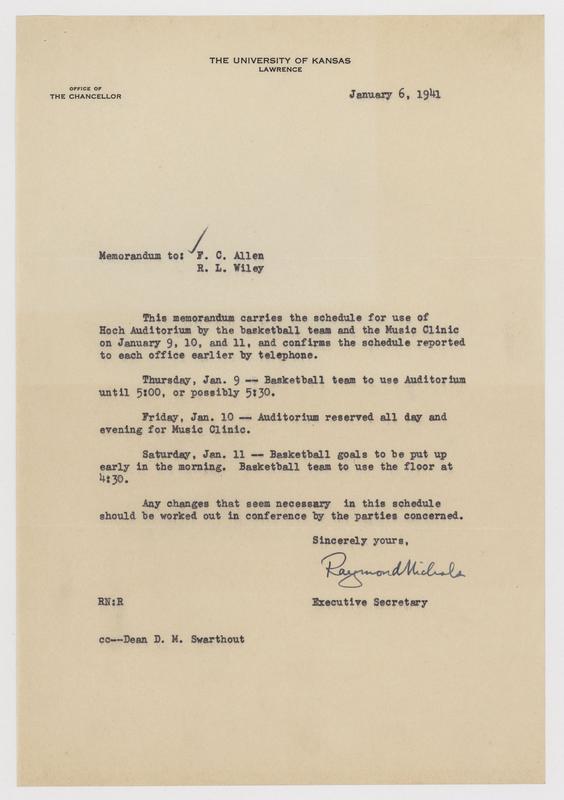 THE UNIVERSITY OF KANSAS
LAWRENCE
OFFICE OF
THE CHANCELLOR
January 6, 1941
Memorandum to: F. C. Allen
R. L. Wiley
This memorandum carries the schedule for use of
Hoch Auditorium by the basketball team and the Music Clinic
on January 9, 10, and 11, and confirms the schedule reported
to each office earlier by telephone.
Thursday, Jan. 9 -- Basketball team to use Auditorium
until 5:00, or possibly 5:30.
Friday, Jan. 10 -- Auditorium reserved all day and
evening for Music Clinic.
Saturday, Jan. 11 -- Basketball goals to be put up
early in the morning. Basketball team to use the floor at
4:30.
Any changes that seem necessary in this schedule
should be worked out in conference by the parties concerned.
Sincerely yours,
Raymond Nichols
RN:R Executive Secretary
cc--Dean D. M. Swarthout